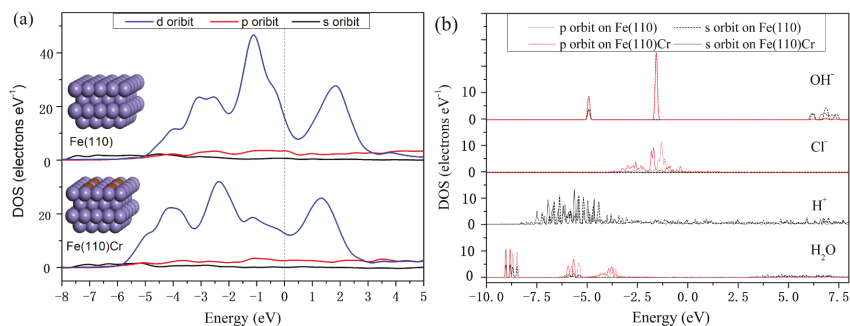 (a)
d orbit p orbit s orbit
DOS (electrons eV⁻¹)
40
20
0
Fe(110)
20
0
Fe(110)Cr
-8 -7 -6 -5 -4 -3 -2 -1 0 1 2 3 4 5
Energy (eV)
(b)
p orbit on Fe(110) s orbit on Fe(110)
p orbit on Fe(110)Cr s orbit on Fe(110)Cr
DOS (electrons eV⁻¹)
20
10
0
OH⁻
10
0
Cl⁻
10
0
H⁺
10
0
H₂O
-10.0 -7.5 -5.0 -2.5 0.0 2.5 5.0 7.5
Energy (eV)